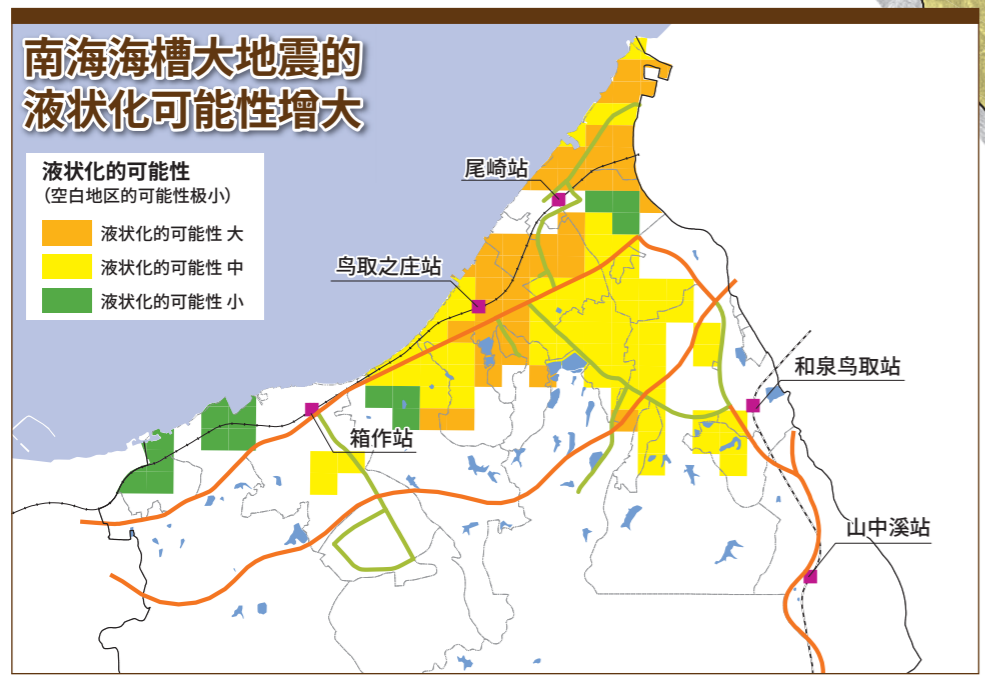 南海海槽大地震的
液状化可能性增大
液状化的可能性
（空白地区的可能性极小）
液状化的可能性 大
液状化的可能性 中
液状化的可能性 小
尾崎站
鸟取之庄站
和泉鸟取站
箱作站
山中溪站